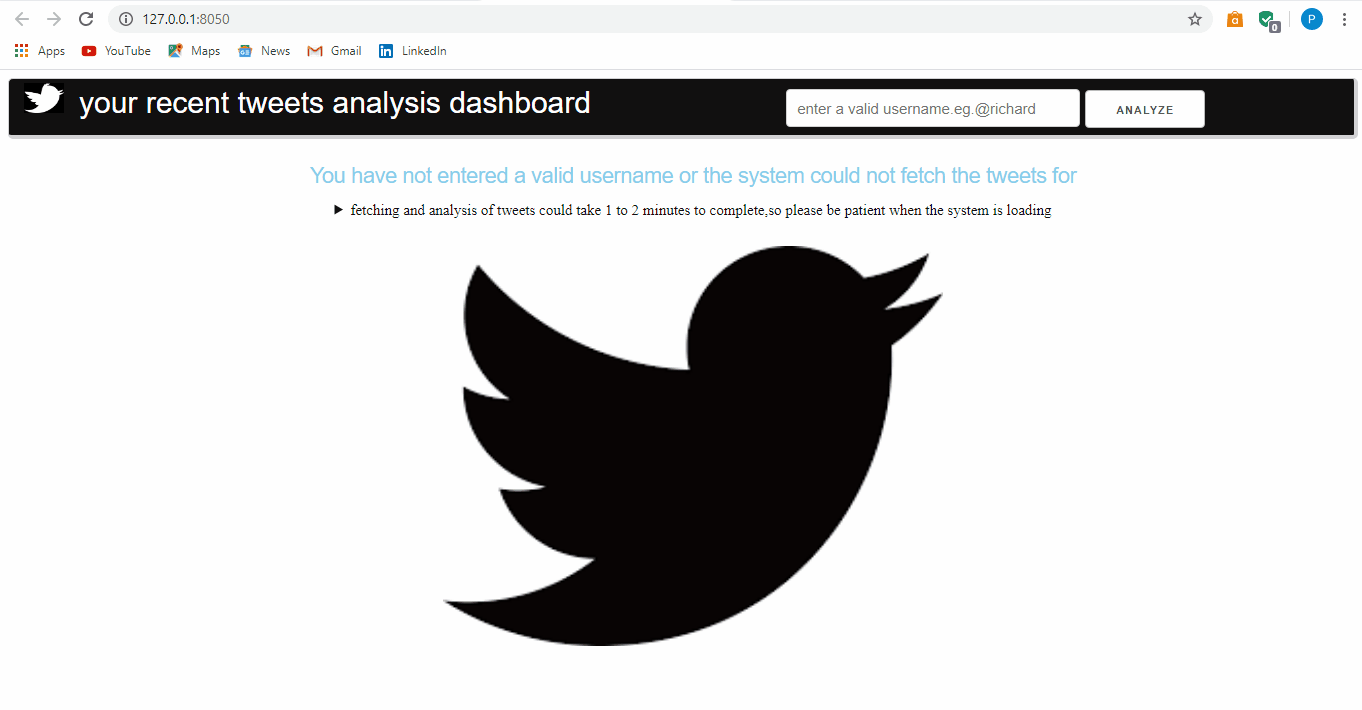 127.0.0.1:8050
Apps YouTube Maps News Gmail LinkedIn
your recent tweets analysis dashboard
enter a valid username.eg.@richard
ANALYZE
You have not entered a valid username or the system could not fetch the tweets for
fetching and analysis of tweets could take 1 to 2 minutes to complete,so please be patient when the system is loading
a
0
P